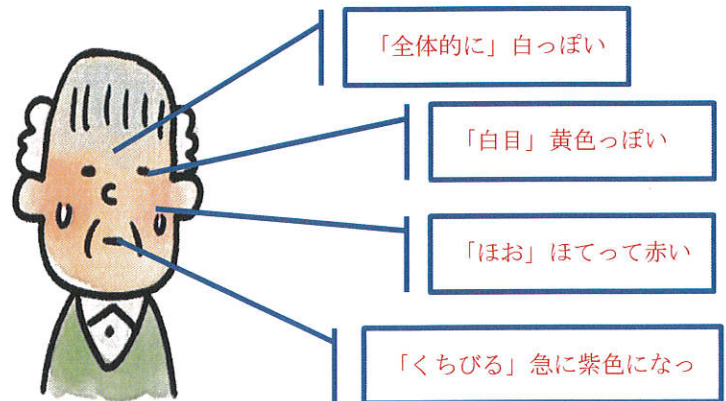 「全体的に」白っぽい
「白目」黄色っぽい
「ほお」ほてって赤い
「くちびる」急に紫色になっ